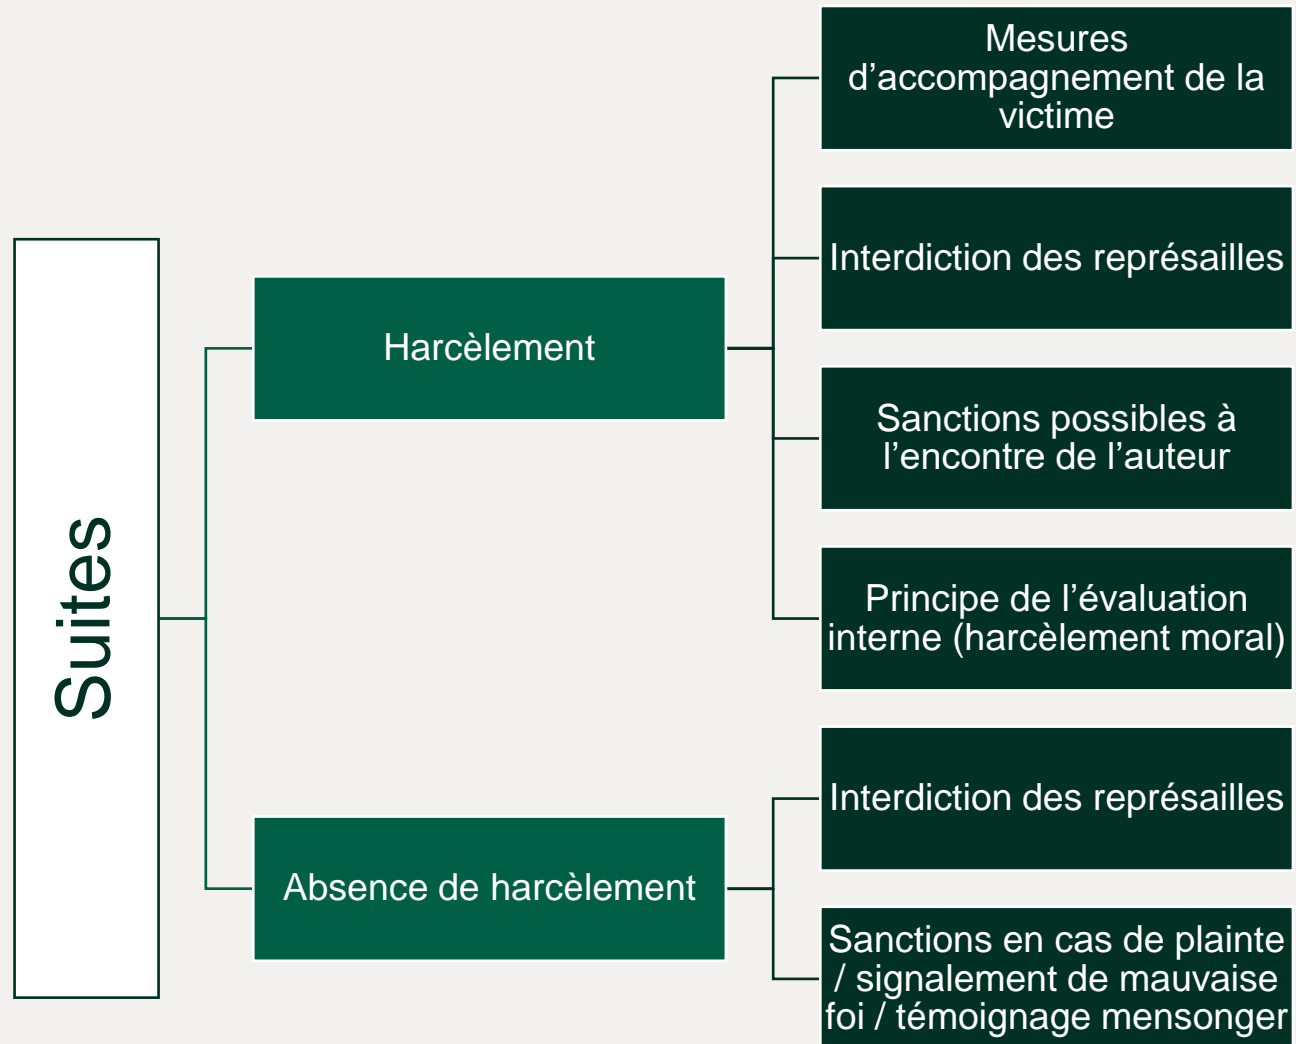 Suites
Harcèlement
Mesures
d’accompagnement de la
victime
Interdiction des représailles
Sanctions possibles à
l’encontre de l’auteur
Principe de l’évaluation
interne (harcèlement moral)
Absence de harcèlement
Interdiction des représailles
Sanctions en cas de plainte
/ signalement de mauvaise
foi / témoignage mensonger